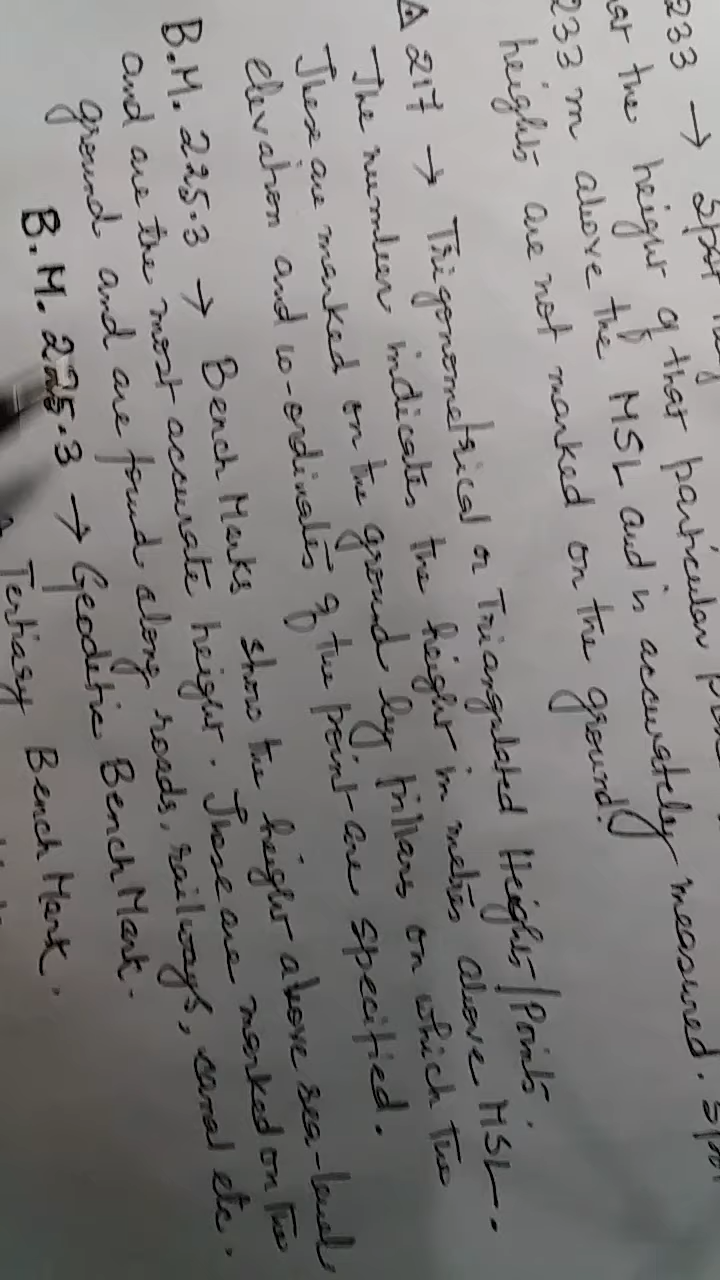 233 → Spot
that the height of that particular
233 m above the MSL and is accurately measured. Spot
heights are not marked on the ground.
△ 217 → Trigonometrical or Triangulated Heights/Points.
The number indicates the height in metres above MSL.
These are marked on the ground by pillars on which the
elevation and co-ordinates of the point are specified.
B.M. 225.3 → Bench Marks show the height above sea-level
and are the most accurate height. These are marked on the
ground and are found along roads, railways, canal etc.
B.M. 225.3 → Geodetic Bench Mark.
Tertiary Bench Mark.